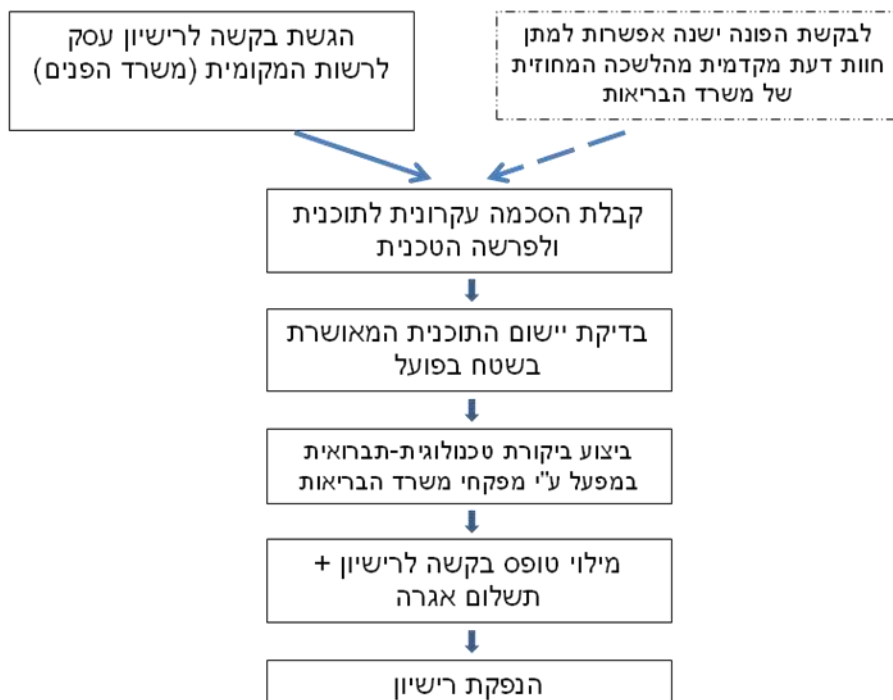 הגשת בקשה לרישיון עסק
לרשות המקומית (משרד הפנים)
לבקשת הפונה ישנה אפשרות למתן
חוות דעת מקדמית מהלשכה המחוזית
של משרד הבריאות
קבלת הסכמה עקרונית לתוכנית
ולפרשה הטכנית
בדיקת יישום התוכנית המאושרת
בשטח בפועל
ביצוע ביקורת טכנולוגית-תברואית
במפעל ע"י מפקחי משרד הבריאות
מילוי טופס בקשה לרישיון +
תשלום אגרה
הנפקת רישיון